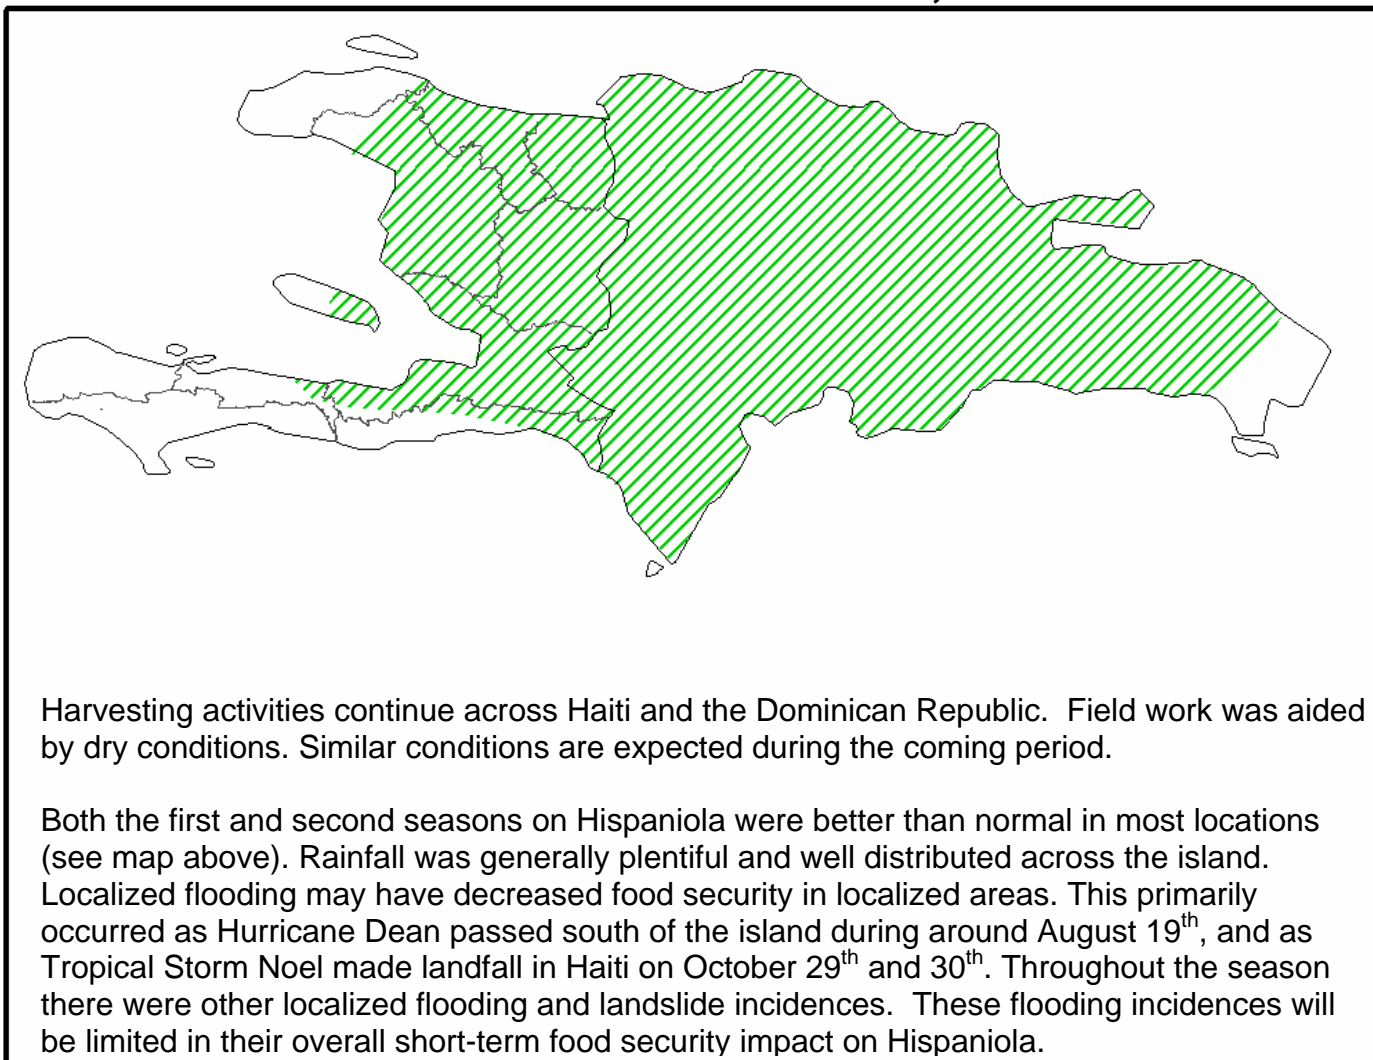 Harvesting activities continue across Haiti and the Dominican Republic.  Field work was aided
by dry conditions. Similar conditions are expected during the coming period.
Both the first and second seasons on Hispaniola were better than normal in most locations
(see map above). Rainfall was generally plentiful and well distributed across the island.
Localized flooding may have decreased food security in localized areas. This primarily
occurred as Hurricane Dean passed south of the island during around August 19th, and as
Tropical Storm Noel made landfall in Haiti on October 29th and 30th. Throughout the season
there were other localized flooding and landslide incidences.  These flooding incidences will
be limited in their overall short-term food security impact on Hispaniola.